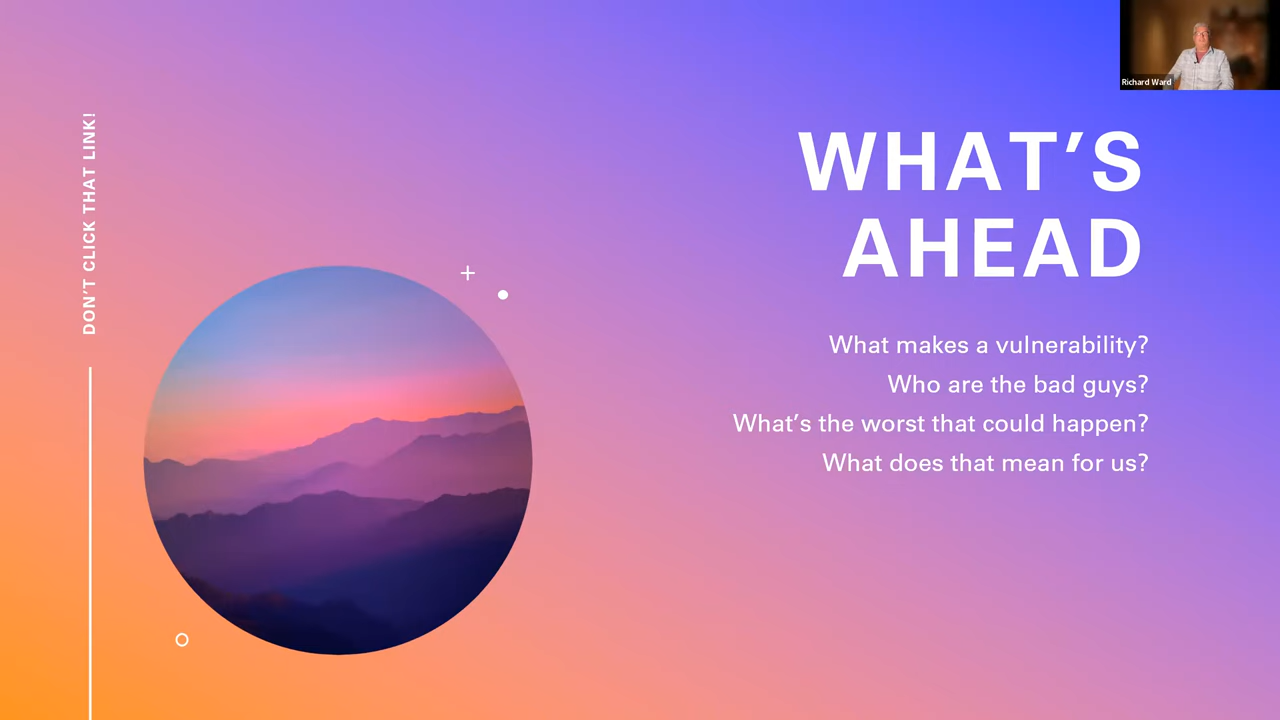 DON'T CLICK THAT LINK!
Richard Ward
WHAT’S
AHEAD
What makes a vulnerability?
Who are the bad guys?
What’s the worst that could happen?
What does that mean for us?